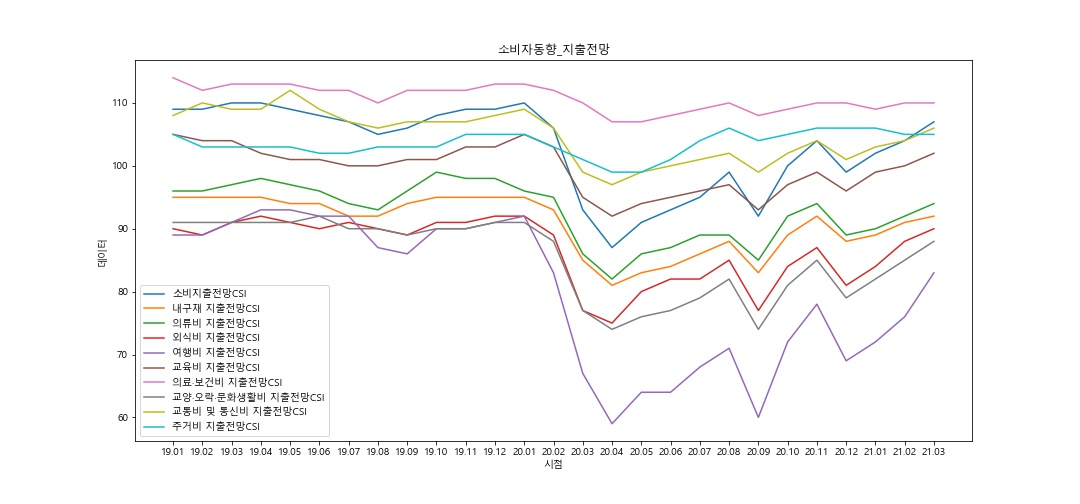 소비자동향_지출전망
데이터
110
100
90
80
70
60
소비지출전망CSI
내구재 지출전망CSI
의류비 지출전망CSI
외식비 지출전망CSI
여행비 지출전망CSI
교육비 지출전망CSI
의료·보건비 지출전망CSI
교양·오락·문화생활비 지출전망CSI
교통비 및 통신비 지출전망CSI
주거비 지출전망CSI
19.01 19.02 19.03 19.04 19.05 19.06 19.07 19.08 19.09 19.10 19.11 19.12 20.01 20.02 20.03 20.04 20.05 20.06 20.07 20.08 20.09 20.10 20.11 20.12 21.01 21.02 21.03
시점